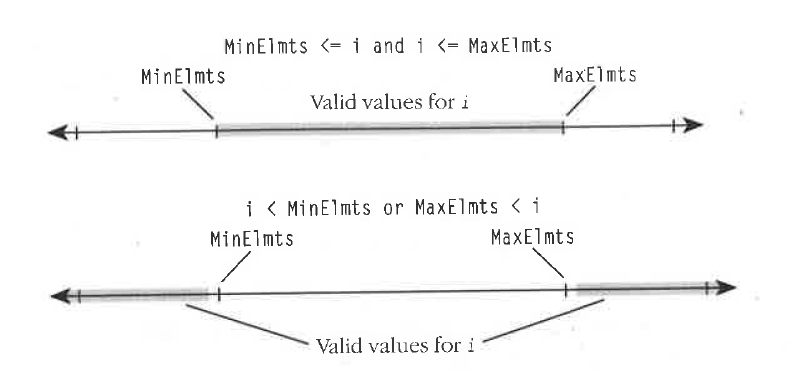 MinElmts <= i and i <= MaxElmts
MinElmts
MaxElmts
Valid values for i
i < MinElmts or MaxElmts < i
MinElmts
MaxElmts
Valid values for i